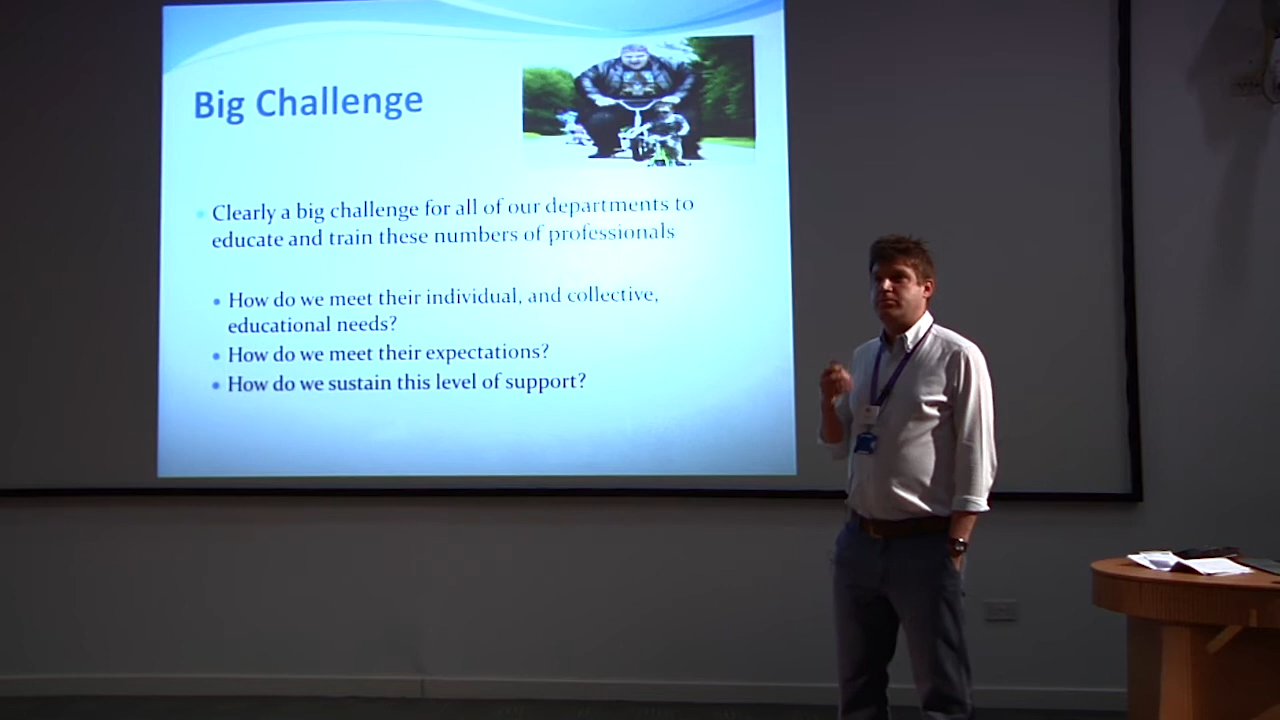 Big Challenge
Clearly a big challenge for all of our departments to
educate and train these numbers of professionals
How do we meet their individual, and collective,
educational needs?
How do we meet their expectations?
How do we sustain this level of support?